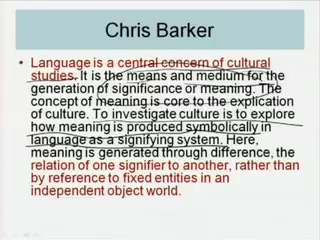 Chris Barker
• Language is a central concern of cultural
studies. It is the means and medium for the
generation of significance or meaning. The
concept of meaning is core to the explication
of culture. To investigate culture is to explore
how meaning is produced symbolically in
language as a signifying system. Here,
meaning is generated through difference, the
relation of one signifier to another, rather than
by reference to fixed entities in an
independent object world.